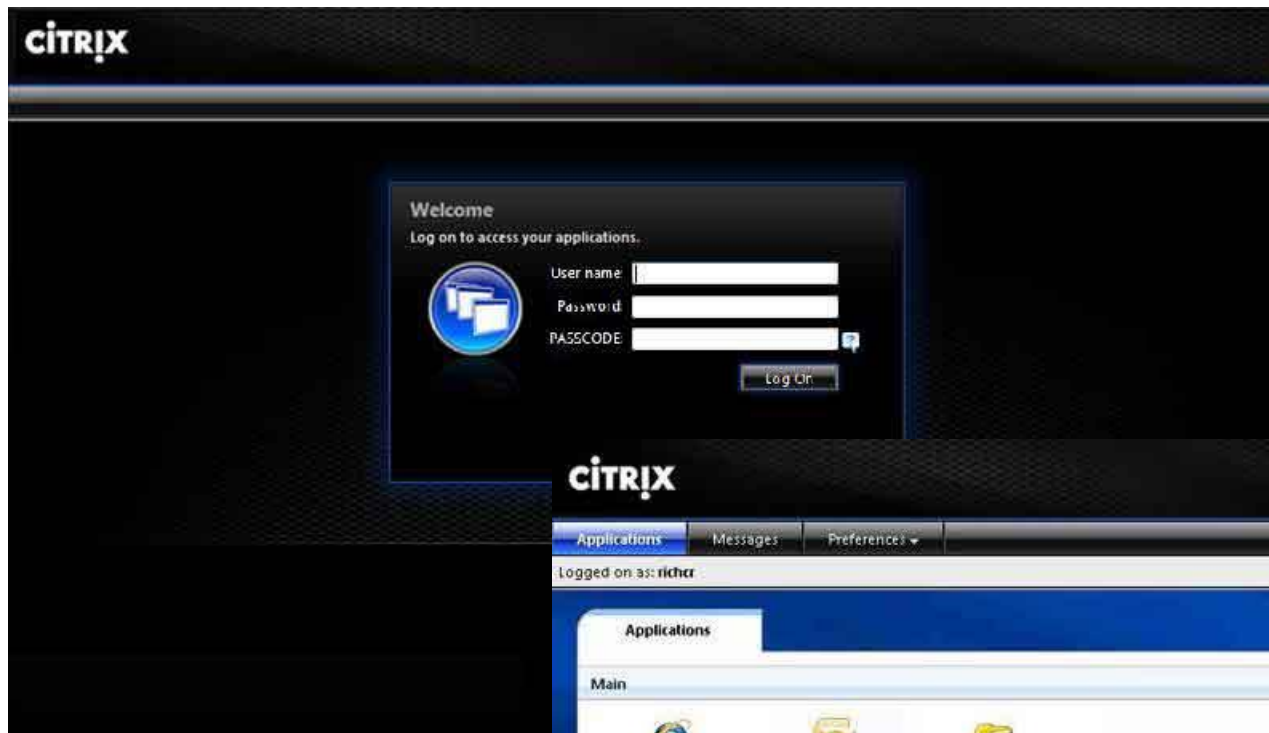 CITRIX
Welcome
Log on to access your applications.
User name:
Password:
PASSCODE:
Log On
CITRIX
Applications Messages Preferences
Logged on as: richcr
Applications
Main